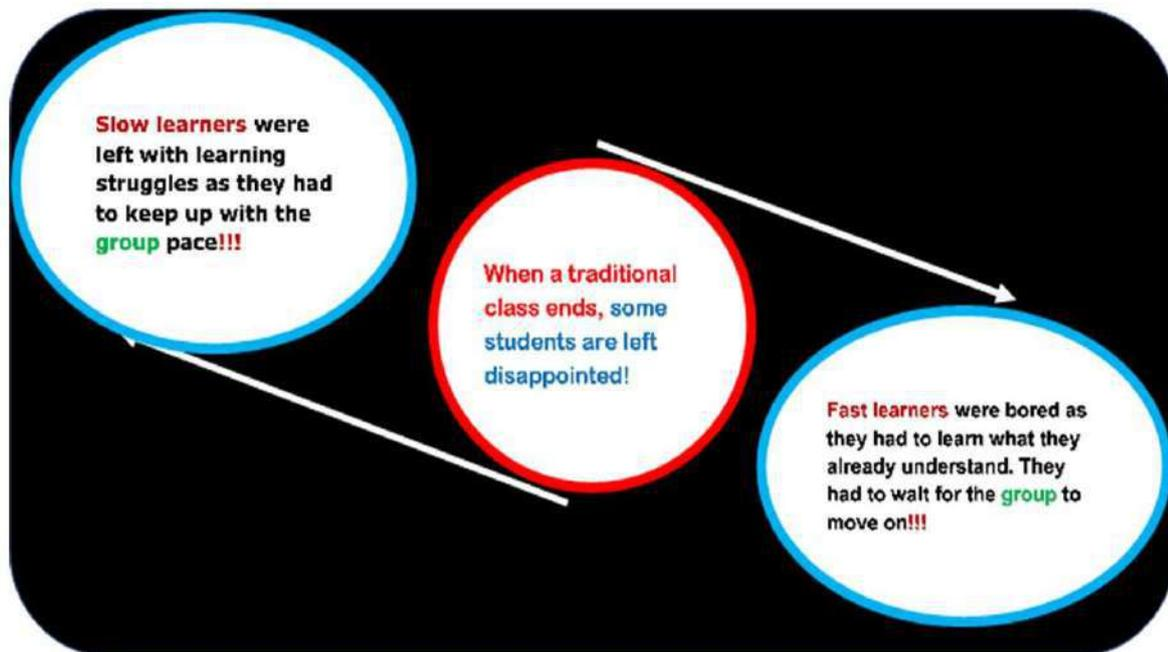 Slow learners were
left with learning
struggles as they had
to keep up with the
group pace!!!
When a traditional
class ends, some
students are left
disappointed!
Fast learners were bored as
they had to learn what they
already understand. They
had to wait for the group to
move on!!!